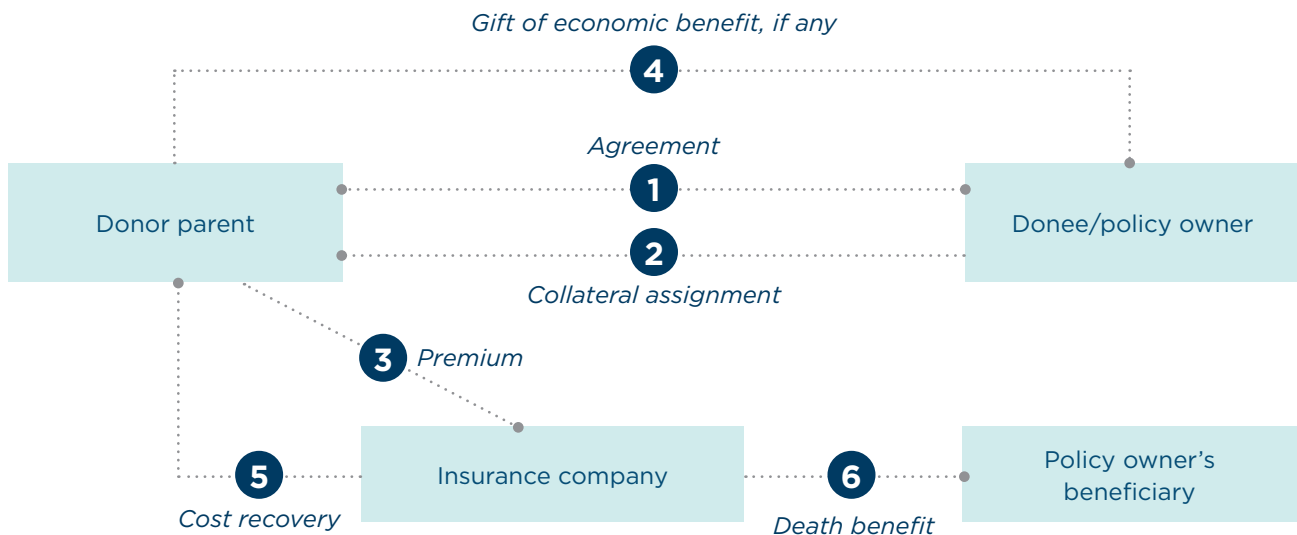 Gift of economic benefit, if any
4
Agreement
1
Donor parent
Donee/policy owner
2
Collateral assignment
3 Premium
Insurance company
Policy owner's
beneficiary
5
6
Cost recovery
Death benefit